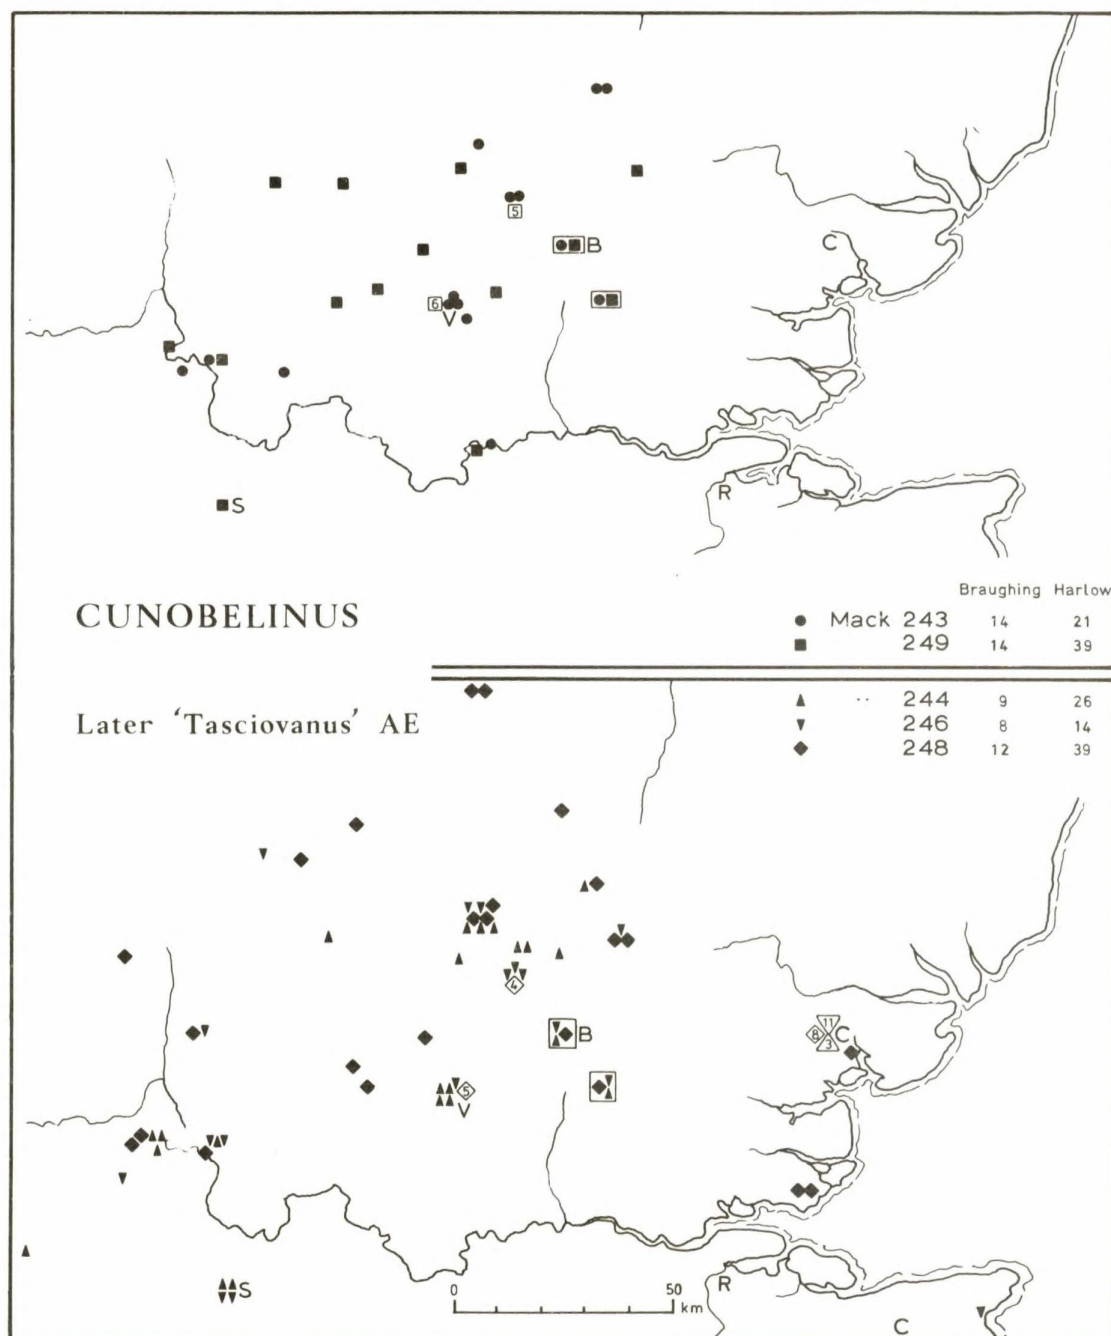 5
B
C
6
V
S
R
CUNOBELINUS
Braughing Harlow
Mack 243 14 21
249 14 39
Later 'Tasciovanus' AE
·· 244 9 26
246 8 14
248 12 39
4
B
11
8 C
3
5
V
S
0 50
km
R
C